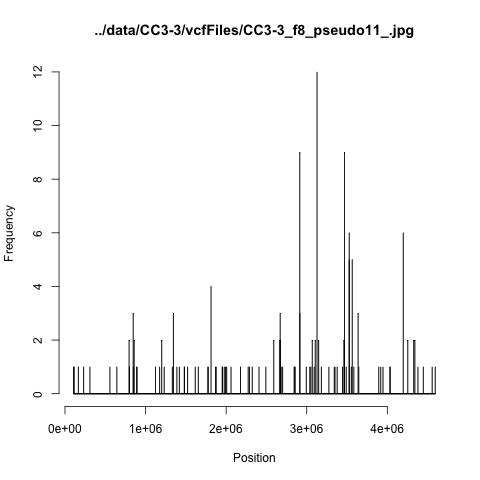 ../data/CC3-3/vcfFiles/CC3-3_f8_pseudo11_.jpg
Frequency
12
10
8
6
4
2
0
0e+00 1e+06 2e+06 3e+06 4e+06
Position